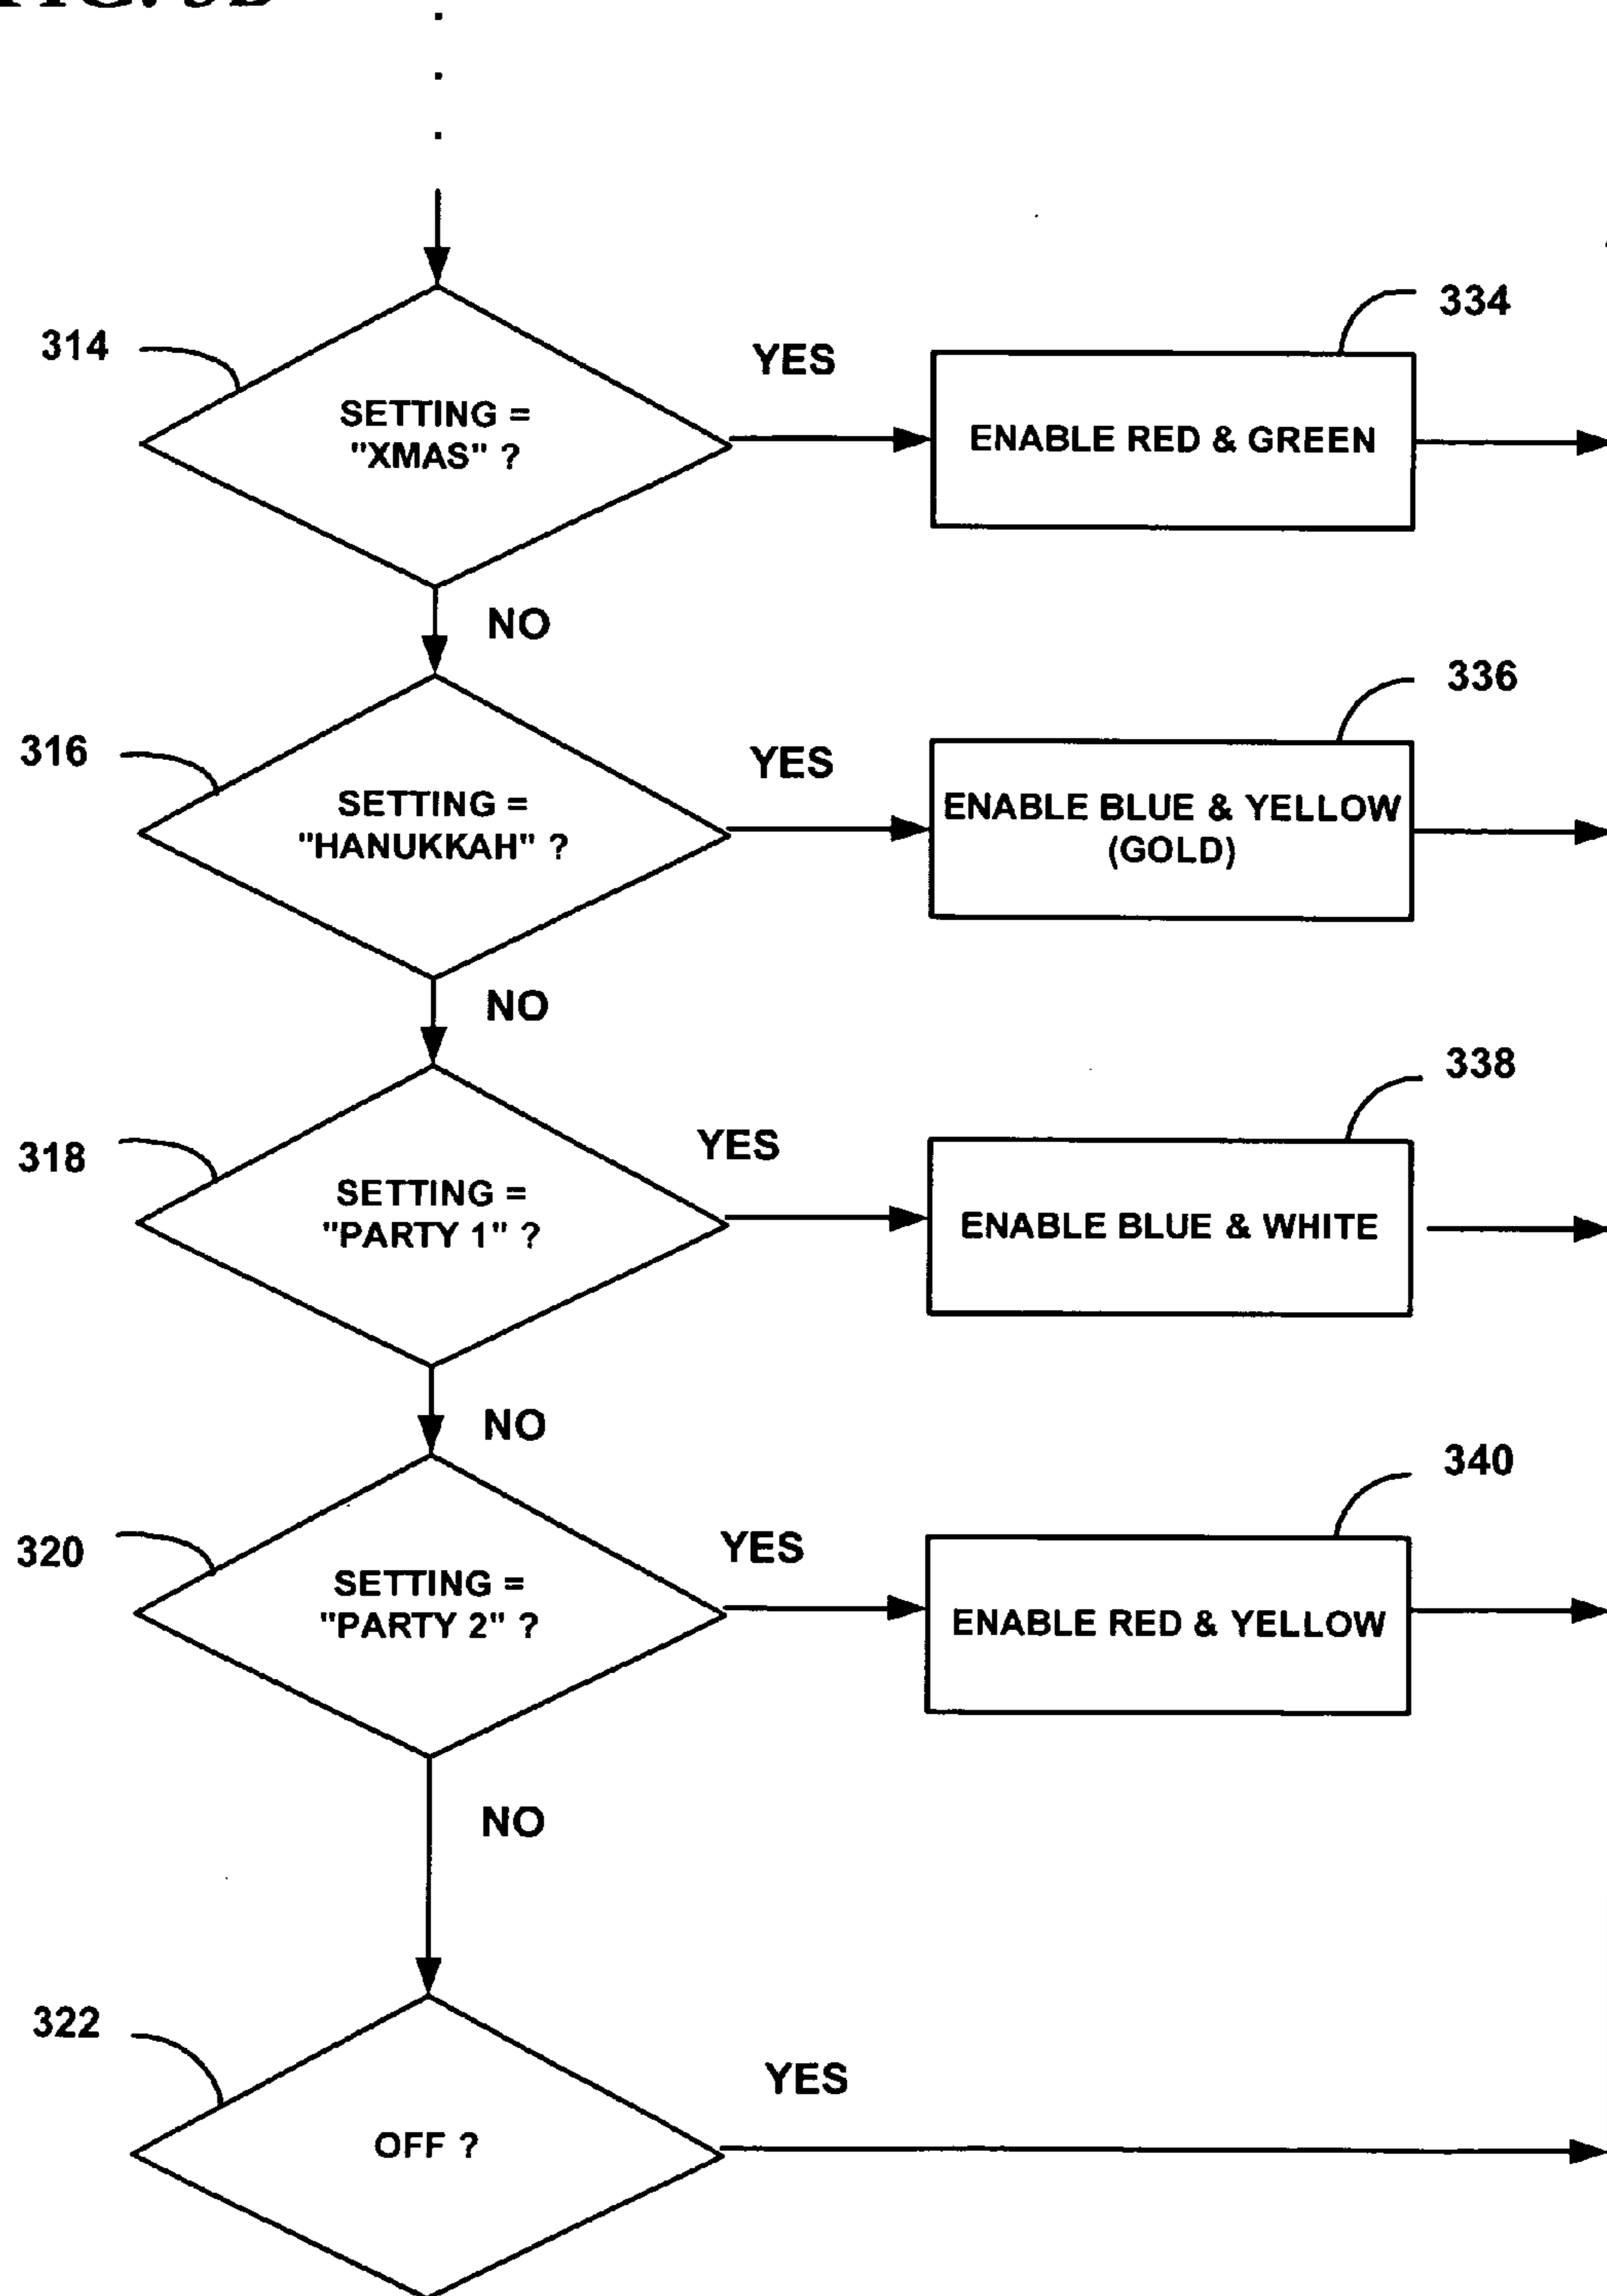 314
SETTING =
"XMAS" ?
YES
334
ENABLE RED & GREEN
NO
316
SETTING =
"HANUKKAH" ?
YES
336
ENABLE BLUE & YELLOW
(GOLD)
NO
318
SETTING =
"PARTY 1" ?
YES
338
ENABLE BLUE & WHITE
NO
320
SETTING =
"PARTY 2" ?
YES
340
ENABLE RED & YELLOW
NO
322
OFF ?
YES